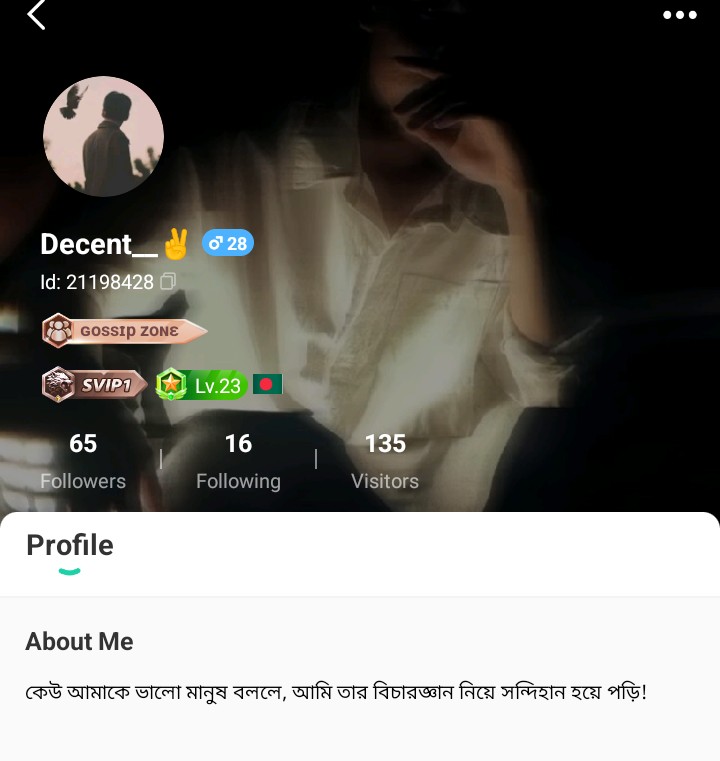 Decent__✌️ ♂ 28
Id: 21198428
GOSSIP ZONE
SVIP1 Lv.23
65 16 135
Followers Following Visitors
Profile
About Me
কেউ আমাকে ভালো মানুষ বললে, আমি তার বিচারজ্ঞান নিয়ে সন্দিহান হয়ে পড়ি!